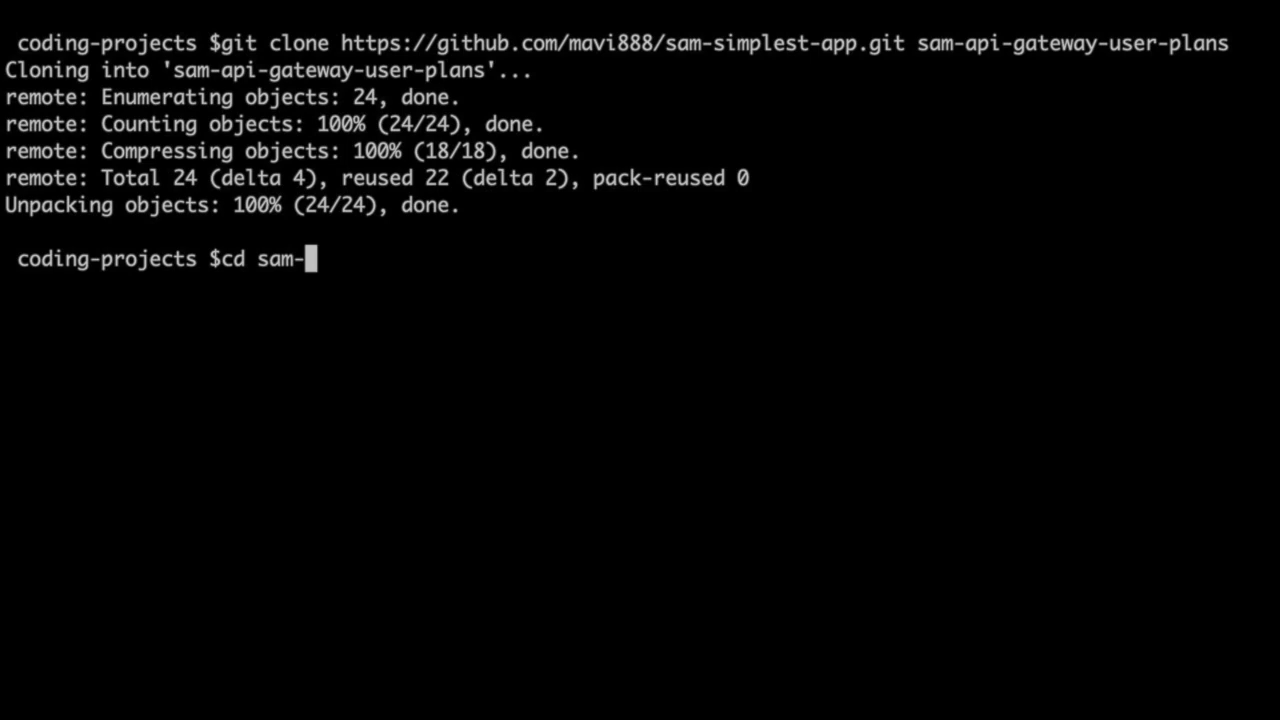 coding-projects $git clone https://github.com/mavi888/sam-simplest-app.git sam-api-gateway-user-plans
Cloning into 'sam-api-gateway-user-plans'...
remote: Enumerating objects: 24, done.
remote: Counting objects: 100% (24/24), done.
remote: Compressing objects: 100% (18/18), done.
remote: Total 24 (delta 4), reused 22 (delta 2), pack-reused 0
Unpacking objects: 100% (24/24), done.
coding-projects $cd sam-